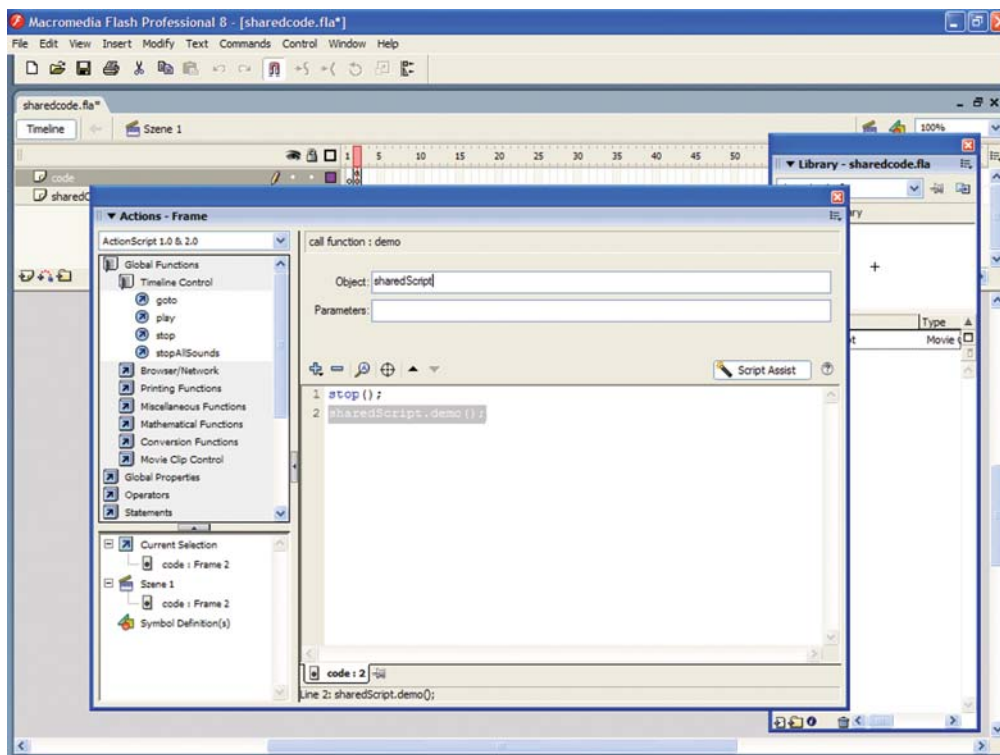 Macromedia Flash Professional 8 - [sharedcode.fla*]
File Edit View Insert Modify Text Commands Control Window Help
sharedcode.fla*
Timeline Szene 1 100%
1 5 10 15 20 25 30 35 40 45 50
code
Library - sharedcode.fla
Actions - Frame
ActionScript 1.0 & 2.0
call function : demo
Global Functions
Timeline Control
goto
play
stop
stopAllSounds
Browser/Network
Printing Functions
Miscellaneous Functions
Mathematical Functions
Conversion Functions
Movie Clip Control
Global Properties
Operators
Statements
Object: sharedScript
Parameters:
Script Assist
1 stop();
2 sharedScript.demo();
Current Selection
code : Frame 2
Szene 1
code : Frame 2
Symbol Definition(s)
code : 2
Line 2: sharedScript.demo();
Type
Movie